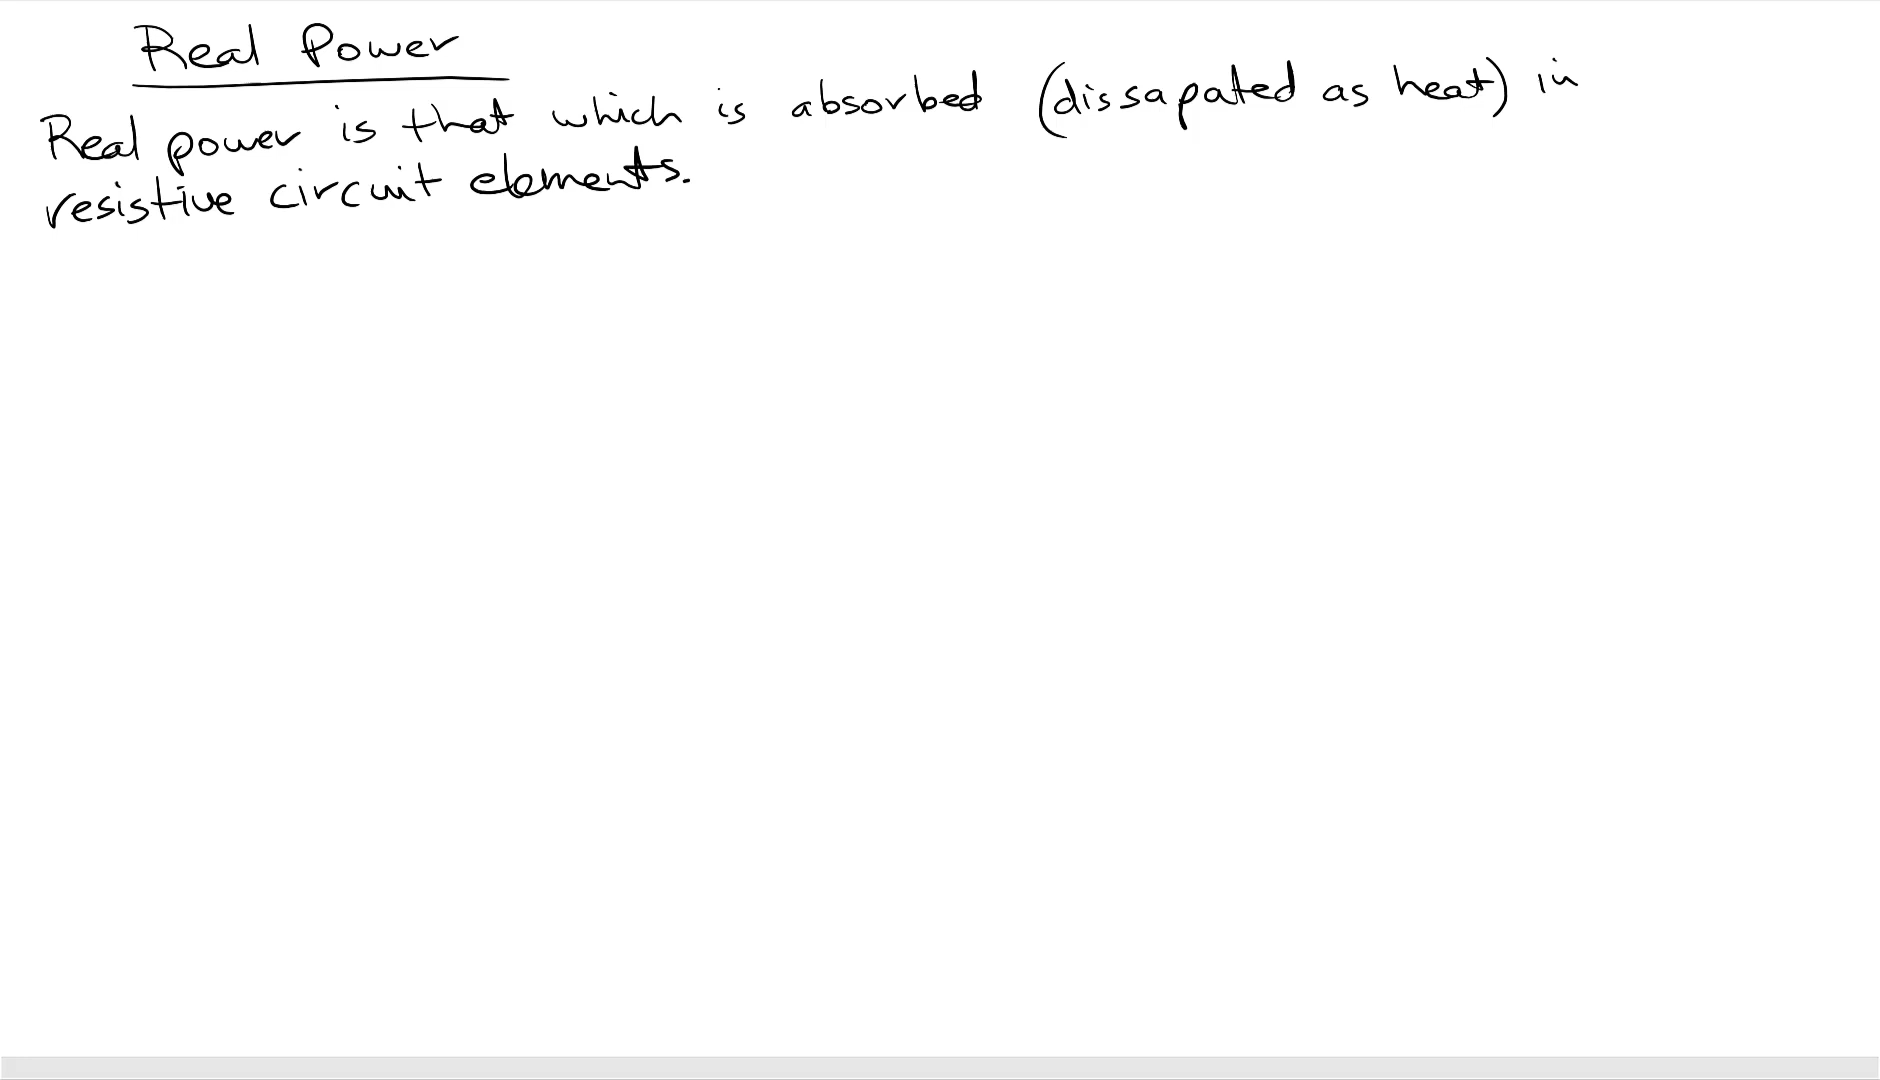 Real Power
Real power is that which is absorbed (dissapated as heat) in
resistive circuit elements.